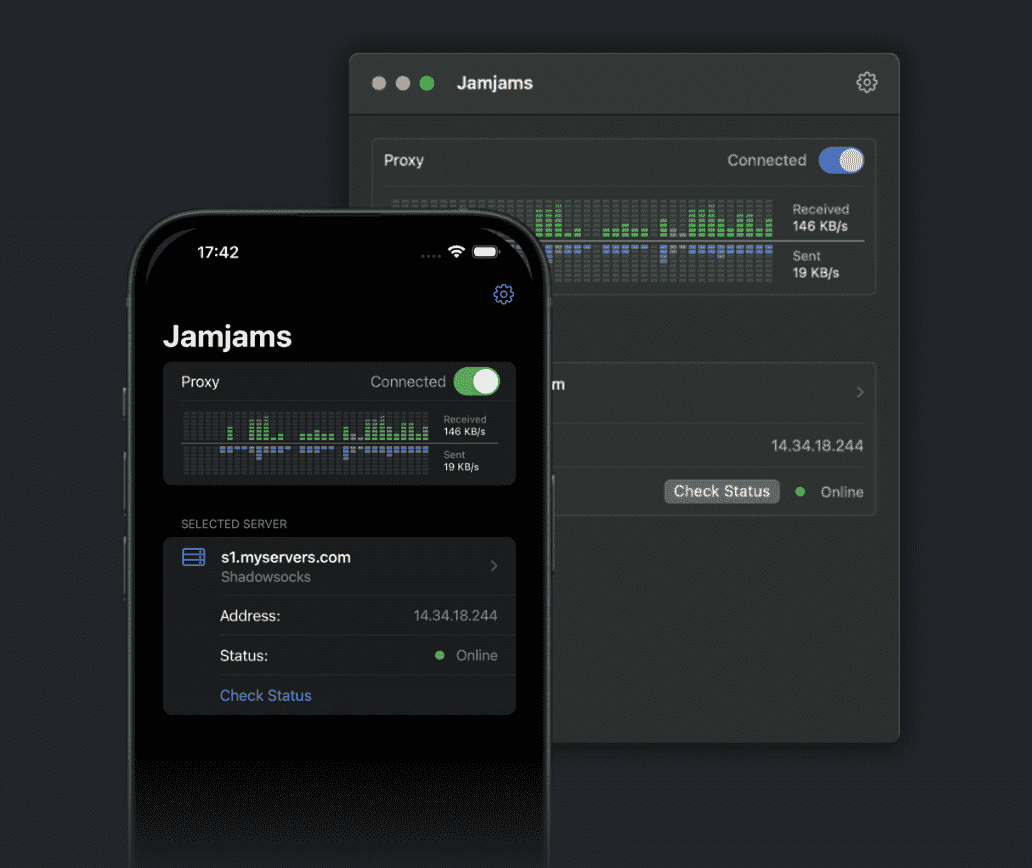 Jamjams
Proxy
Connected
Received
146 KB/s
Sent
19 KB/s
m
14.34.18.244
Check Status
Online
17:42
Jamjams
Proxy
Connected
Received
146 KB/s
Sent
19 KB/s
SELECTED SERVER
s1.myservers.com
Shadowsocks
Address:
14.34.18.244
Status:
Online
Check Status